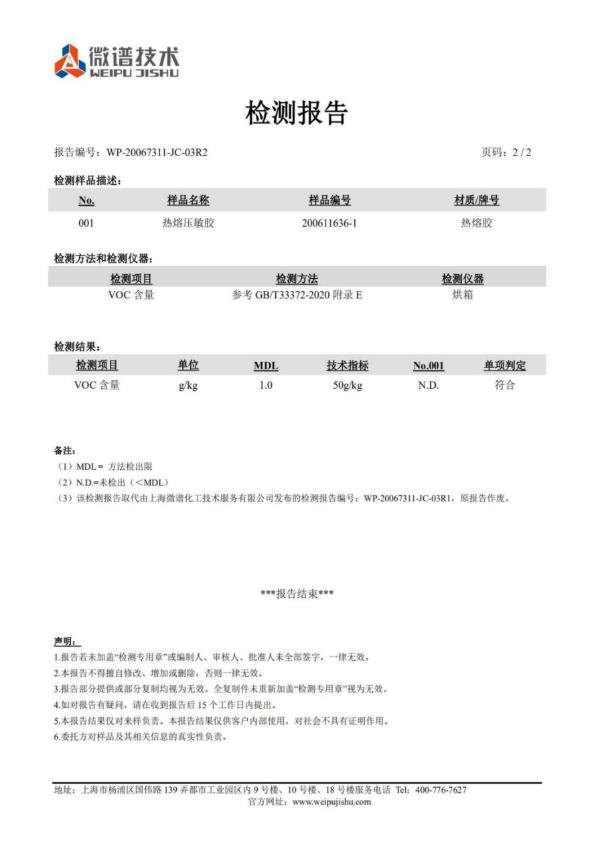 微谱技术
WEIPU JISHU
检测报告
报告编号：WP-20067311-JC-03R2 页码：2 / 2
检测样品描述：
No. 样品名称 样品编号 材质/牌号
001 热熔压敏胶 200611636-1 热熔胶
检测方法和检测仪器：
检测项目 检测方法 检测仪器
VOC 含量 参考 GB/T33372-2020 附录 E 烘箱
检测结果：
检测项目 单位 MDL 技术指标 No.001 单项判定
VOC 含量 g/kg 1.0 50g/kg N.D. 符合
备注：
（1）MDL = 方法检出限
（2）N.D.=未检出（＜MDL）
（3）该检测报告取代由上海微谱化工技术服务有限公司发布的检测报告编号：WP-20067311-JC-03R1，原报告作废。
***报告结束***
声明：
1.报告若未加盖“检测专用章”或编制人、审核人、批准人未全部签字，一律无效。
2.本报告不得擅自修改、增加或删除，否则一律无效。
3.报告部分提供或部分复制均视为无效。全复制件未重新加盖“检测专用章”视为无效。
4.如对报告有疑问，请在收到报告后 15 个工作日内提出。
5.本报告结果仅对来样负责。本报告结果仅供客户内部使用，对社会不具有证明作用。
6.委托方对样品及其相关信息的真实性负责。
地址：上海市杨浦区国伟路 139 弄都市工业园区内 9 号楼、10 号楼、18 号楼服务电话 Tel：400-776-7627
官方网址：www.weipujishu.com